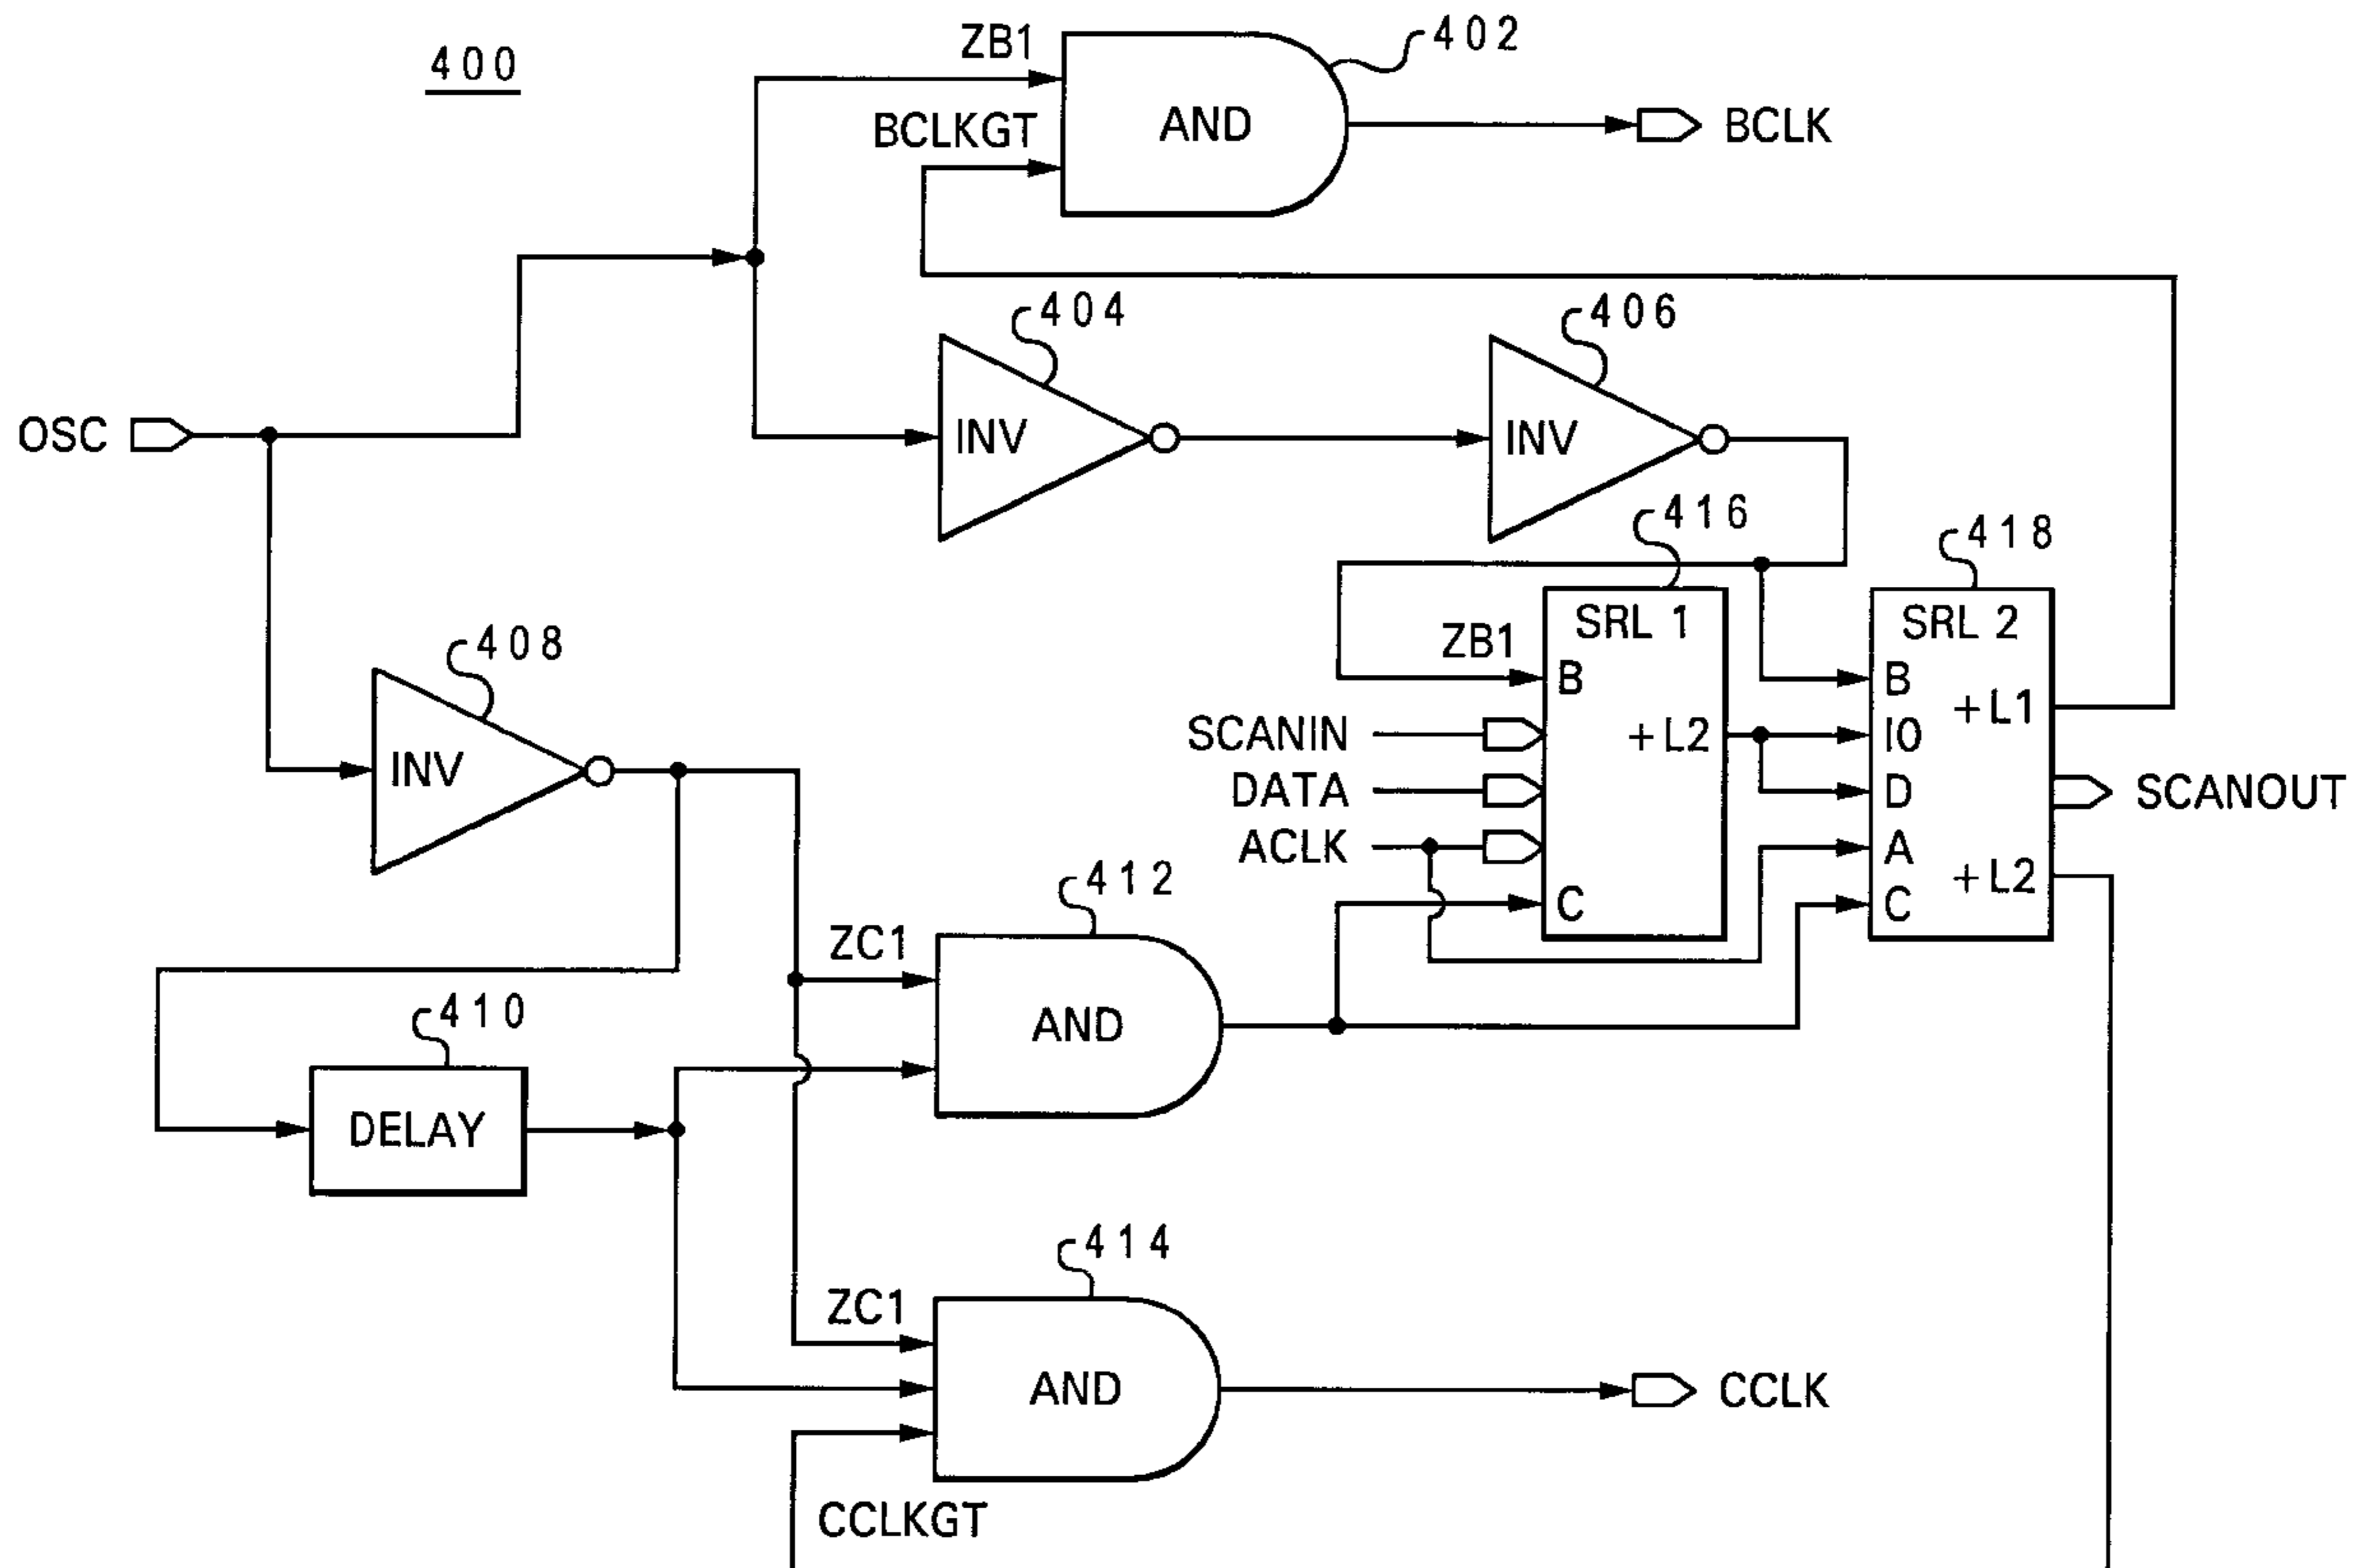 400
ZB1
402
BCLKGT
AND
BCLK
404
406
OSC
INV
INV
416
418
408
SRL 1
SRL 2
ZB1
B
B
SCANIN
+L2
+L1
I0
INV
DATA
D
SCANOUT
ACLK
A
412
+L2
C
C
ZC1
410
AND
DELAY
414
ZC1
AND
CCLK
CCLKGT